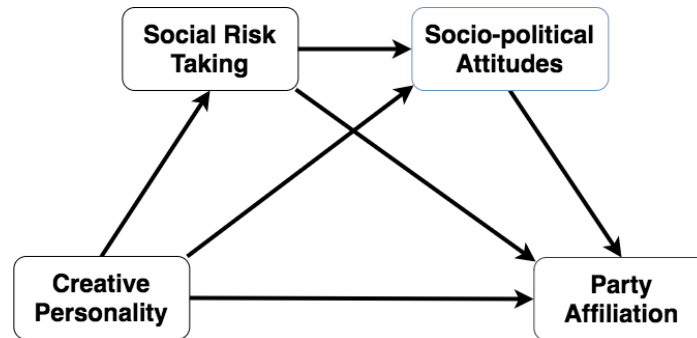 Social Risk
Taking
Socio-political
Attitudes
Creative
Personality
Party
Affiliation